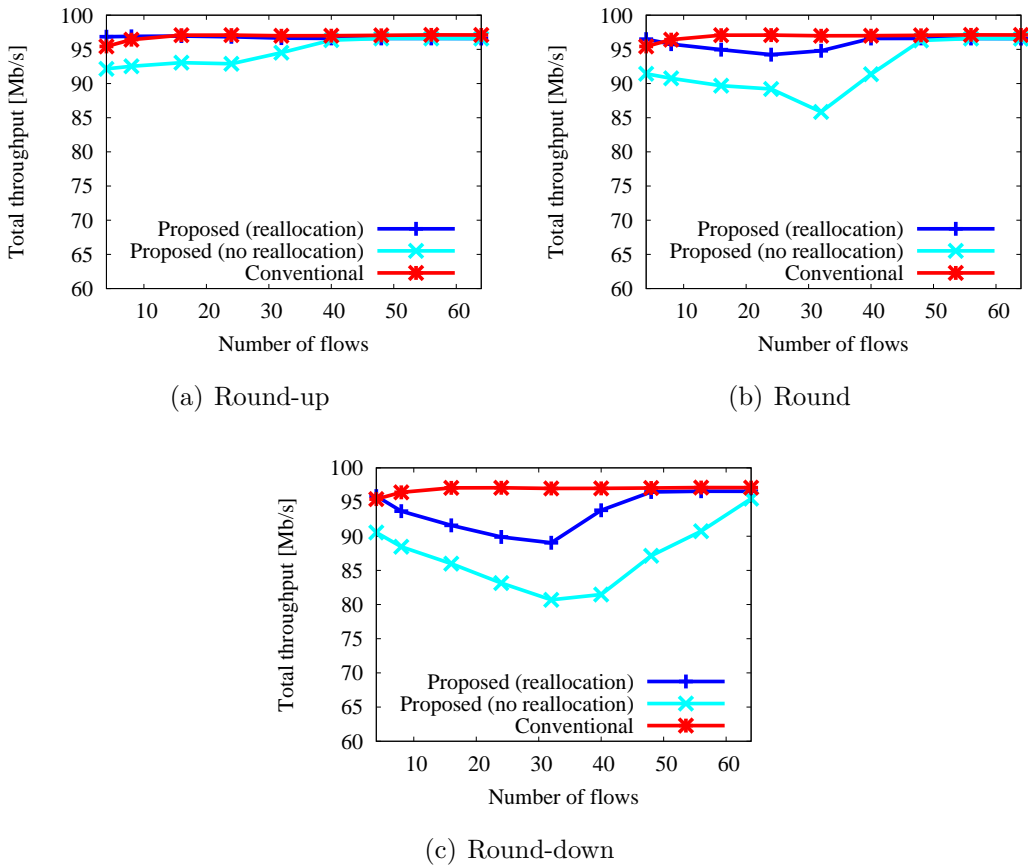 100
95
90
85
80
75
70
65
60
Total throughput [Mb/s]
Proposed (reallocation)
Proposed (no reallocation)
Conventional
10 20 30 40 50 60
Number of flows
(a) Round-up
100
95
90
85
80
75
70
65
60
Total throughput [Mb/s]
Proposed (reallocation)
Proposed (no reallocation)
Conventional
10 20 30 40 50 60
Number of flows
(b) Round
100
95
90
85
80
75
70
65
60
Total throughput [Mb/s]
Proposed (reallocation)
Proposed (no reallocation)
Conventional
10 20 30 40 50 60
Number of flows
(c) Round-down